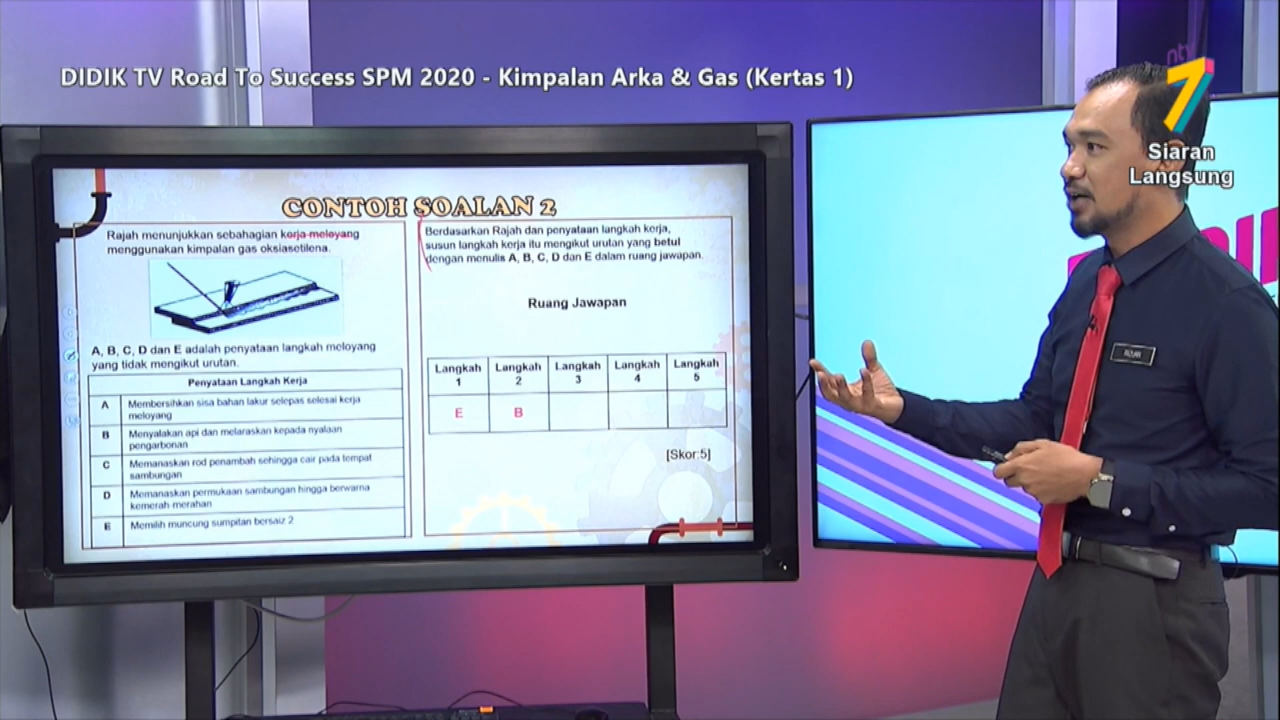 DIDIK TV Road To Success SPM 2020 - Kimpalan Arka & Gas (Kertas 1)
ntv
7
Siaran
Langsung
CONTOH SOALAN 2
Rajah menunjukkan sebahagian kerja meloyang
menggunakan kimpalan gas oksiasetilena.
A, B, C, D dan E adalah penyataan langkah meloyang
yang tidak mengikut urutan.
Penyataan Langkah Kerja
A Membersihkan sisa bahan lakur selepas selesai kerja
meloyang
B Menyalakan api dan melaraskan kepada nyalaan
pengarbonan
C Memanaskan rod penambah sehingga cair pada tempat
sambungan
D Memanaskan permukaan sambungan hingga berwarna
kemerah-merahan
E Memilih muncung sumpitan bersaiz 2
Berdasarkan Rajah dan penyataan langkah kerja,
susun langkah kerja itu mengikut urutan yang betul
dengan menulis A, B, C, D dan E dalam ruang jawapan.
Ruang Jawapan
Langkah 1 Langkah 2 Langkah 3 Langkah 4 Langkah 5
E B
[Skor:5]